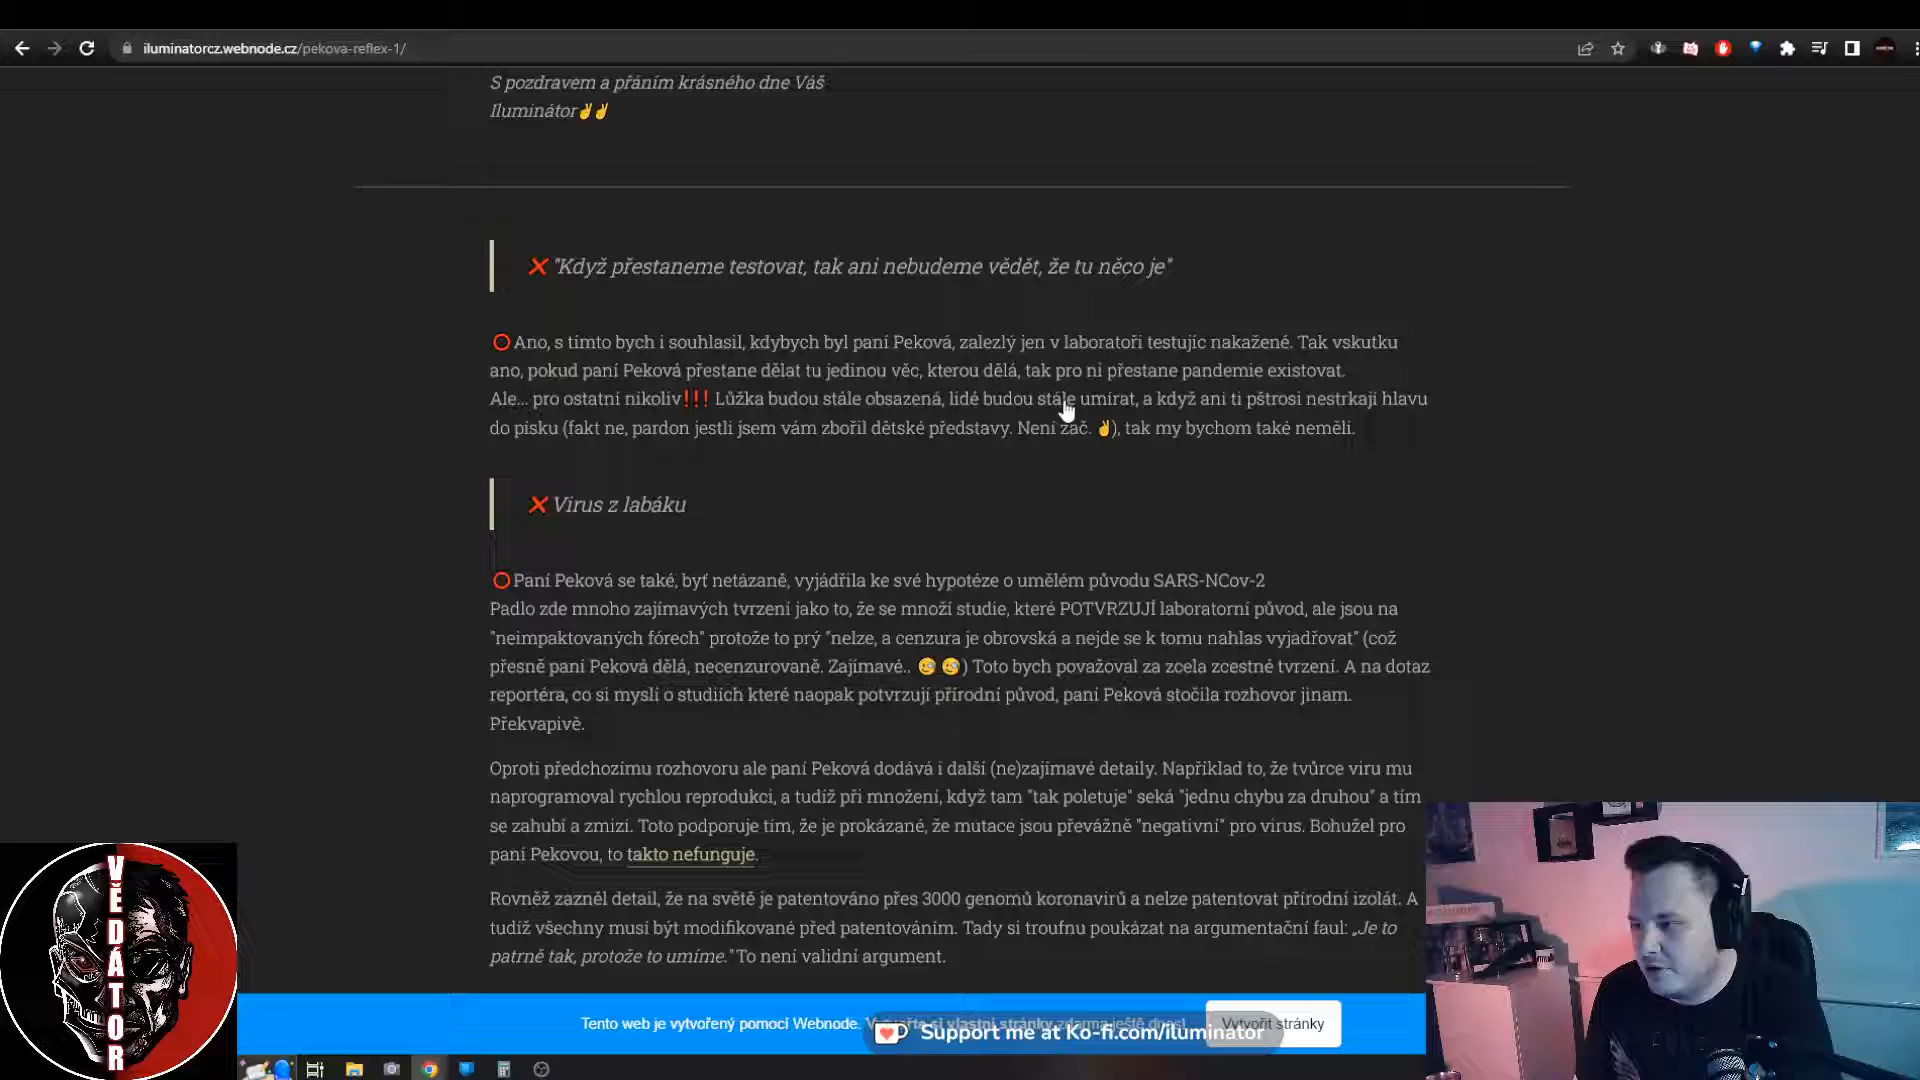 iluminatorcz.webnode.cz/pekova-reflex-1/
S pozdravem a přáním krásného dne Váš
Iluminátor✌✌
❌"Když přestaneme testovat, tak ani nebudeme vědět, že tu něco je"
⭕Ano, s tímto bych i souhlasil, kdybych byl paní Peková, zalezlý jen v laboratoři testujíc nakažené. Tak vskutku
ano, pokud paní Peková přestane dělat tu jedinou věc, kterou dělá, tak pro ni přestane pandemie existovat.
Ale... pro ostatní nikoliv❗❗❗ Lůžka budou stále obsazená, lidé budou stále umírat, a když ani ti pštrosi nestrkají hlavu
do písku (fakt ne, pardon jestli jsem vám zbořil dětské představy. Není zač. ✌), tak my bychom také neměli.
❌Virus z labáku
⭕Paní Peková se také, byť netázaně, vyjádřila ke své hypotéze o umělém původu SARS-NCov-2
Padlo zde mnoho zajímavých tvrzení jako to, že se množí studie, které POTVRZUJÍ laboratorní původ, ale jsou na
"neimpaktovaných fórech" protože to prý "nelze, a cenzura je obrovská a nejde se k tomu nahlas vyjadřovat" (což
přesně paní Peková dělá, necenzurovaně. Zajímavé.. 🧐🧐) Toto bych považoval za zcela zcestné tvrzení. A na dotaz
reportéra, co si myslí o studiích které naopak potvrzují přírodní původ, paní Peková stočila rozhovor jinam.
Překvapivě.
Oproti předchozímu rozhovoru ale paní Peková dodává i další (ne)zajímavé detaily. Například to, že tvůrce viru mu
naprogramoval rychlou reprodukci, a tudíž při množení, když tam "tak poletuje" seká "jednu chybu za druhou" a tím
se zahubí a zmizí. Toto podporuje tím, že je prokázané, že mutace jsou převážně "negativní" pro virus. Bohužel pro
paní Pekovou, to takto nefunguje.
Rovněž zazněl detail, že na světě je patentováno přes 3000 genomů koronavirů a nelze patentovat přírodní izolát. A
tudíž všechny musí být modifikované před patentováním. Tady si troufnu poukázat na argumentační faul: „Je to
patrně tak, protože to umíme." To není validní argument.
Tento web je vytvořený pomocí Webnode. Vytvořte si vlastní stránky zdarma ještě dnes!
Vytvořit stránky
Support me at Ko-fi.com/iluminator
VĚDÁTOR